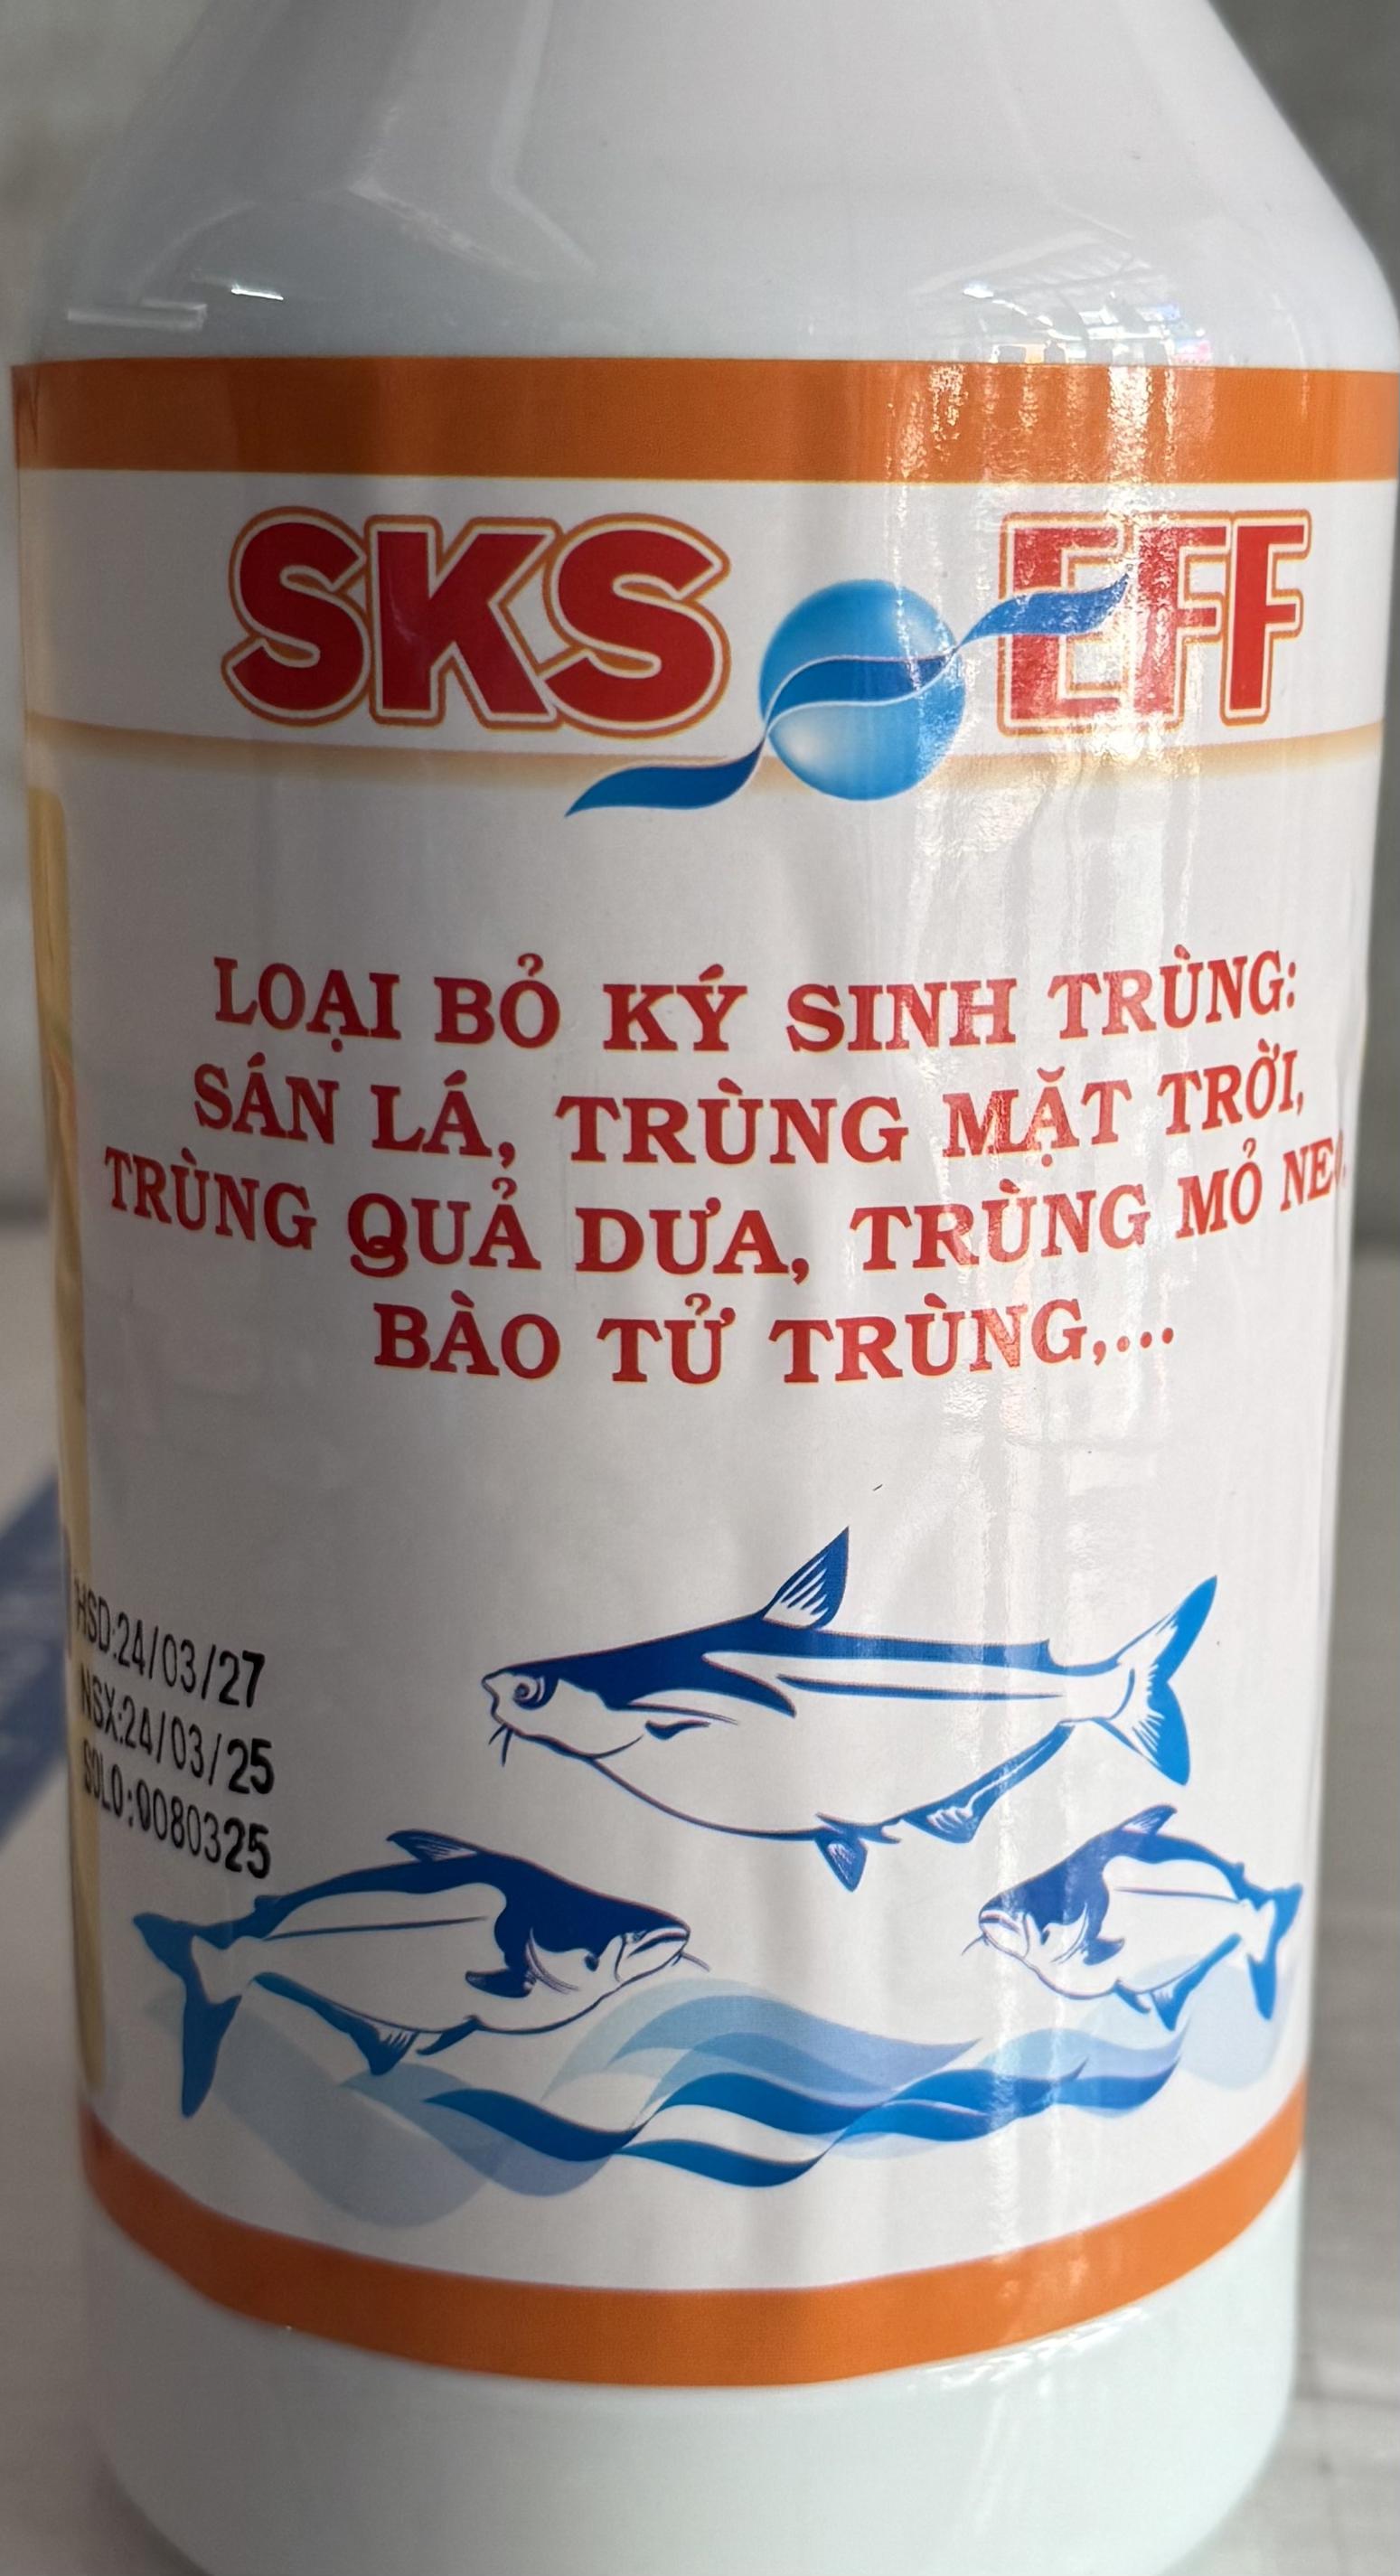 SKS EFF
LOẠI BỎ KÝ SINH TRÙNG:
SÁN LÁ, TRÙNG MẶT TRỜI,
TRÙNG QUẢ DƯA, TRÙNG MỎ NEO,
BÀO TỬ TRÙNG,...
HSD:24/03/27
NSX:24/03/25
SOLO:0080325